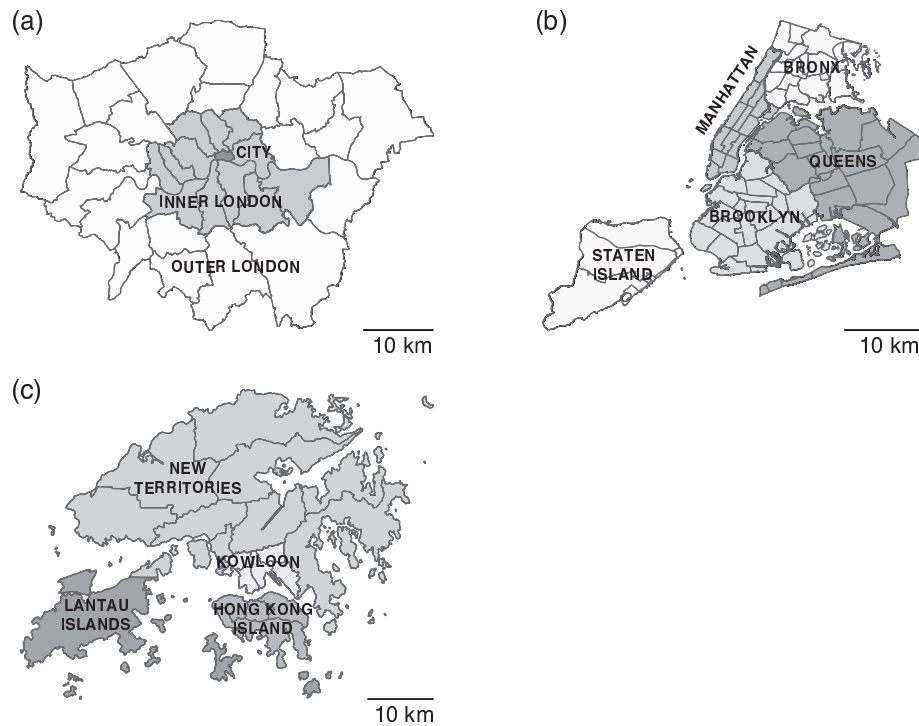 (a)
CITY
INNER LONDON
OUTER LONDON
10 km
(b)
MANHATTAN
BRONX
QUEENS
BROOKLYN
STATEN
ISLAND
10 km
(c)
NEW
TERRITORIES
KOWLOON
LANTAU
ISLANDS
HONG KONG
ISLAND
10 km